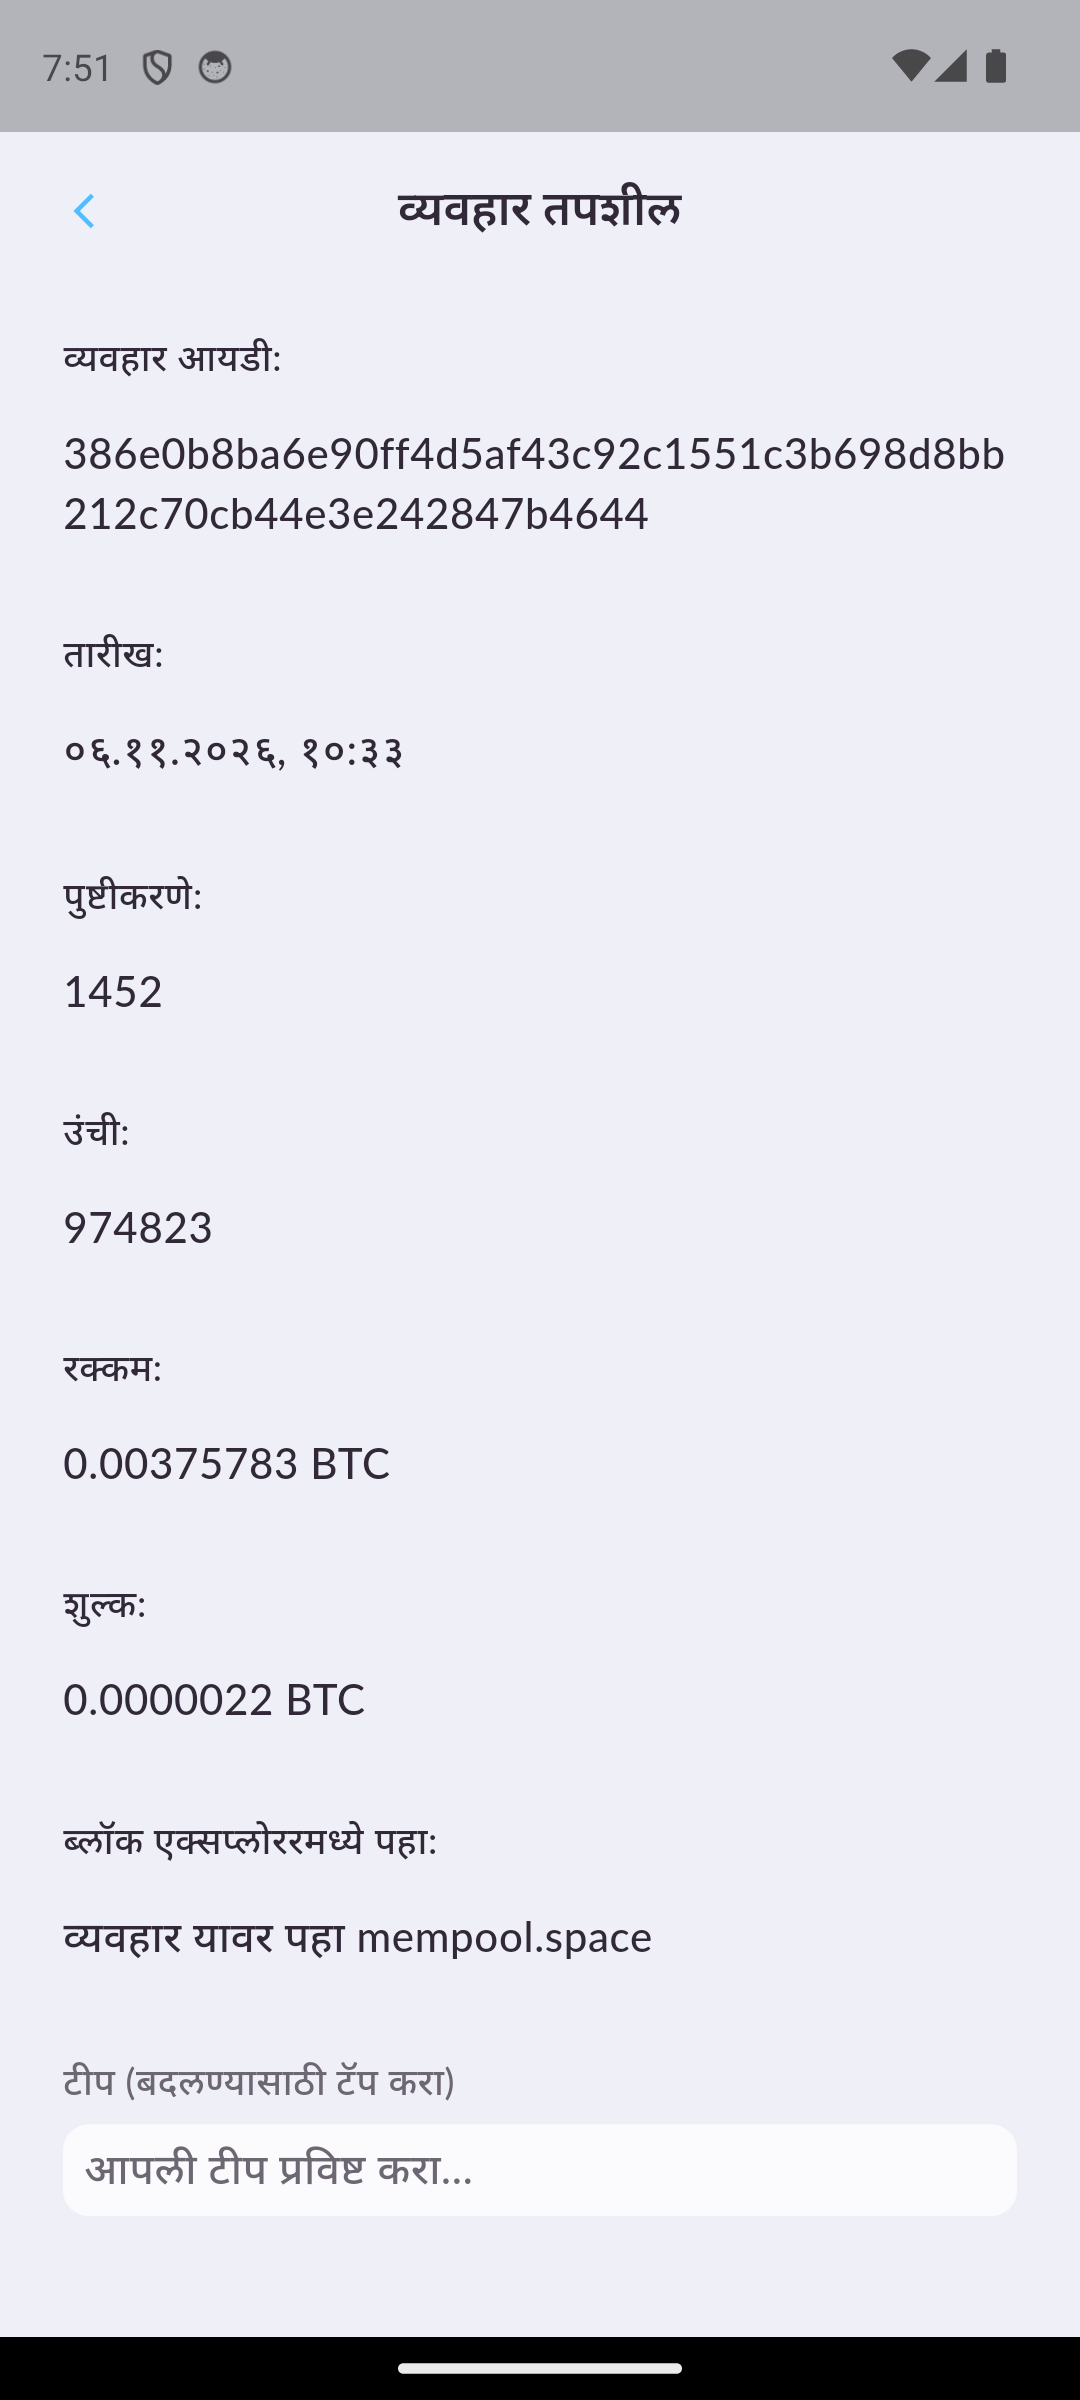 7:51
व्यवहार तपशील
व्यवहार आयडी:
386e0b8ba6e90ff4d5af43c92c1551c3b698d8bb
212c70cb44e3e242847b4644
तारीख:
०६.११.२०२६, १०:३३
पुष्टीकरणे:
1452
उंची:
974823
रक्कम:
0.00375783 BTC
शुल्क:
0.0000022 BTC
ब्लॉक एक्सप्लोररमध्ये पहा:
व्यवहार यावर पहा mempool.space
टीप (बदलण्यासाठी टॅप करा)
आपली टीप प्रविष्ट करा...